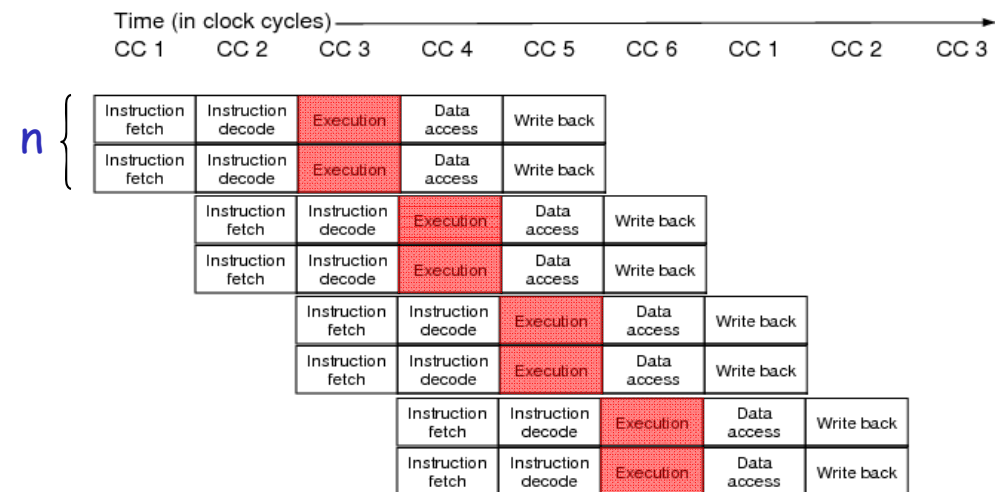 Time (in clock cycles)
CC 1 CC 2 CC 3 CC 4 CC 5 CC 6 CC 1 CC 2 CC 3
n
Instruction fetch Instruction decode Execution Data access Write back
Instruction fetch Instruction decode Execution Data access Write back
Instruction fetch Instruction decode Execution Data access Write back
Instruction fetch Instruction decode Execution Data access Write back
Instruction fetch Instruction decode Execution Data access Write back
Instruction fetch Instruction decode Execution Data access Write back
Instruction fetch Instruction decode Execution Data access Write back
Instruction fetch Instruction decode Execution Data access Write back